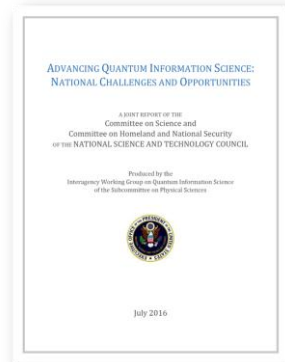 ADVANCING QUANTUM INFORMATION SCIENCE:
NATIONAL CHALLENGES AND OPPORTUNITIES
A JOINT REPORT OF THE
Committee on Science and
Committee on Homeland and National Security
OF THE NATIONAL SCIENCE AND TECHNOLOGY COUNCIL
Produced by the
Interagency Working Group on Quantum Information Science
of the Subcommittee on Physical Sciences
July 2016